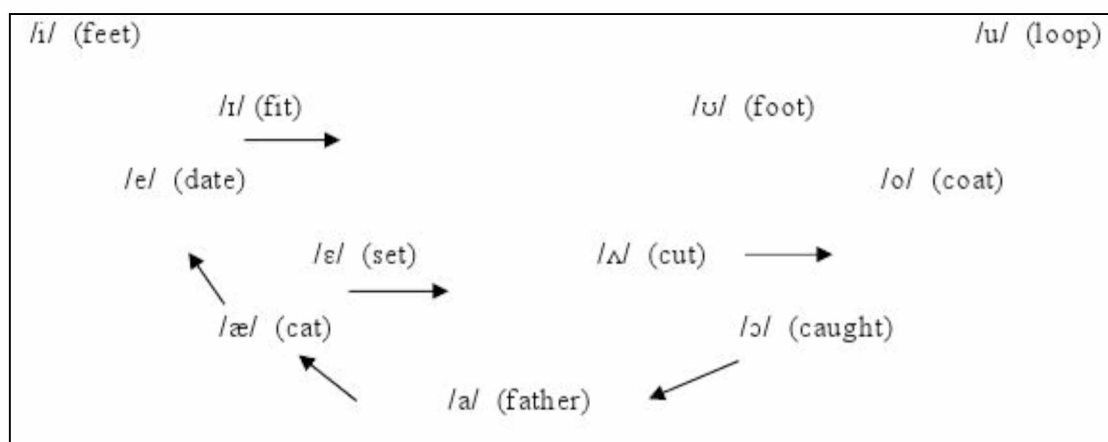 /i/ (feet) /u/ (loop)
/ɪ/ (fit) /ʊ/ (foot)
/e/ (date) /o/ (coat)
/ɛ/ (set) /ʌ/ (cut)
/æ/ (cat) /ɔ/ (caught)
/a/ (father)